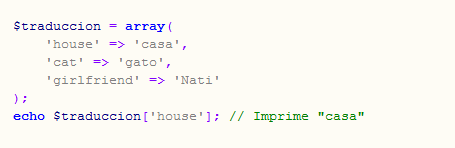 $traduccion = array(
    'house' => 'casa',
    'cat' => 'gato',
    'girlfriend' => 'Nati'
);
echo $traduccion['house']; // Imprime "casa"